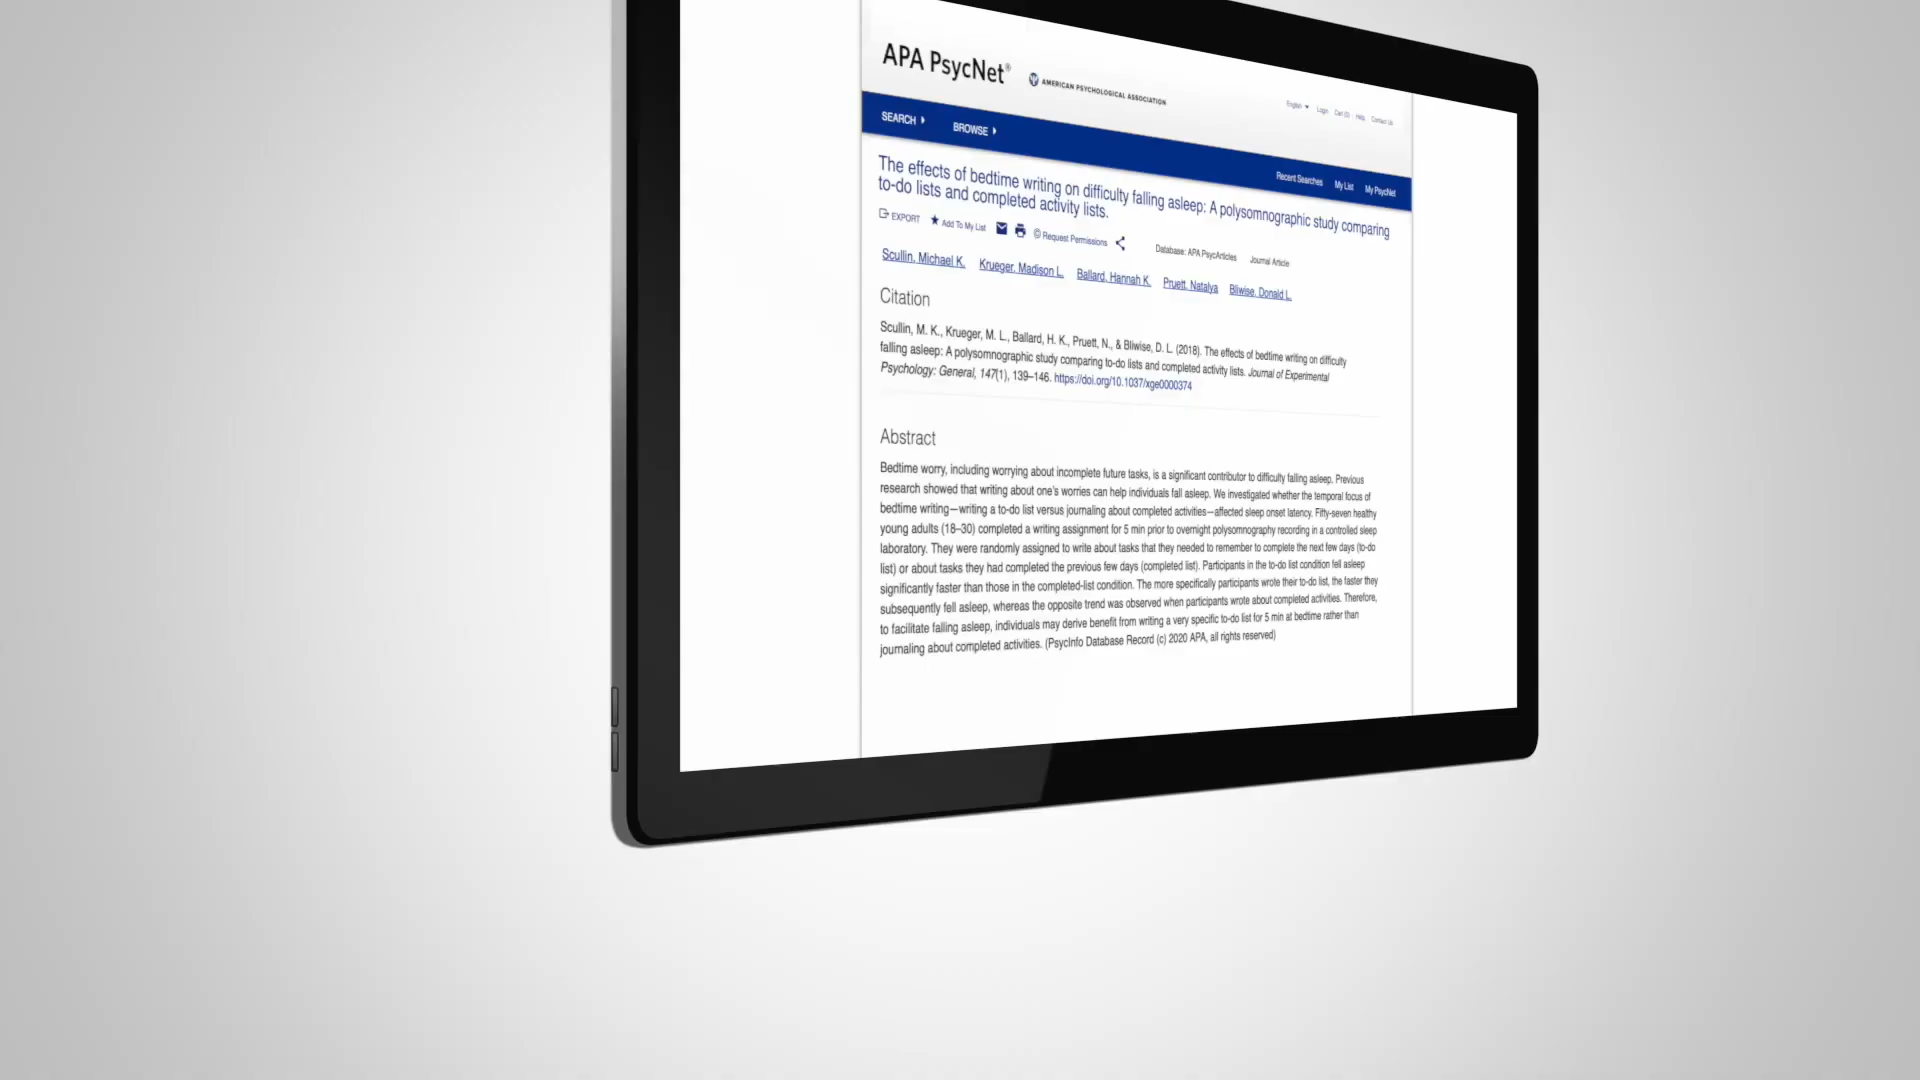 APA PsycNet®
AMERICAN PSYCHOLOGICAL ASSOCIATION
English Login Cart (0) Help Contact Us
SEARCH BROWSE
Recent Searches My List My PsycNet
The effects of bedtime writing on difficulty falling asleep: A polysomnographic study comparing
to-do lists and completed activity lists.
EXPORT Add To My List © Request Permissions Database: APA PsycArticles Journal Article
Scullin, Michael K. Krueger, Madison L. Ballard, Hannah K. Pruett, Natalya Bliwise, Donald L.
Citation
Scullin, M. K., Krueger, M. L., Ballard, H. K., Pruett, N., & Bliwise, D. L. (2018). The effects of bedtime writing on difficulty
falling asleep: A polysomnographic study comparing to-do lists and completed activity lists. Journal of Experimental
Psychology: General, 147(1), 139–146. https://doi.org/10.1037/xge0000374
Abstract
Bedtime worry, including worrying about incomplete future tasks, is a significant contributor to difficulty falling asleep. Previous
research showed that writing about one's worries can help individuals fall asleep. We investigated whether the temporal focus of
bedtime writing—writing a to-do list versus journaling about completed activities—affected sleep onset latency. Fifty-seven healthy
young adults (18–30) completed a writing assignment for 5 min prior to overnight polysomnography recording in a controlled sleep
laboratory. They were randomly assigned to write about tasks that they needed to remember to complete the next few days (to-do
list) or about tasks they had completed the previous few days (completed list). Participants in the to-do list condition fell asleep
significantly faster than those in the completed-list condition. The more specifically participants wrote their to-do list, the faster they
subsequently fell asleep, whereas the opposite trend was observed when participants wrote about completed activities. Therefore,
to facilitate falling asleep, individuals may derive benefit from writing a very specific to-do list for 5 min at bedtime rather than
journaling about completed activities. (PsycInfo Database Record (c) 2020 APA, all rights reserved)